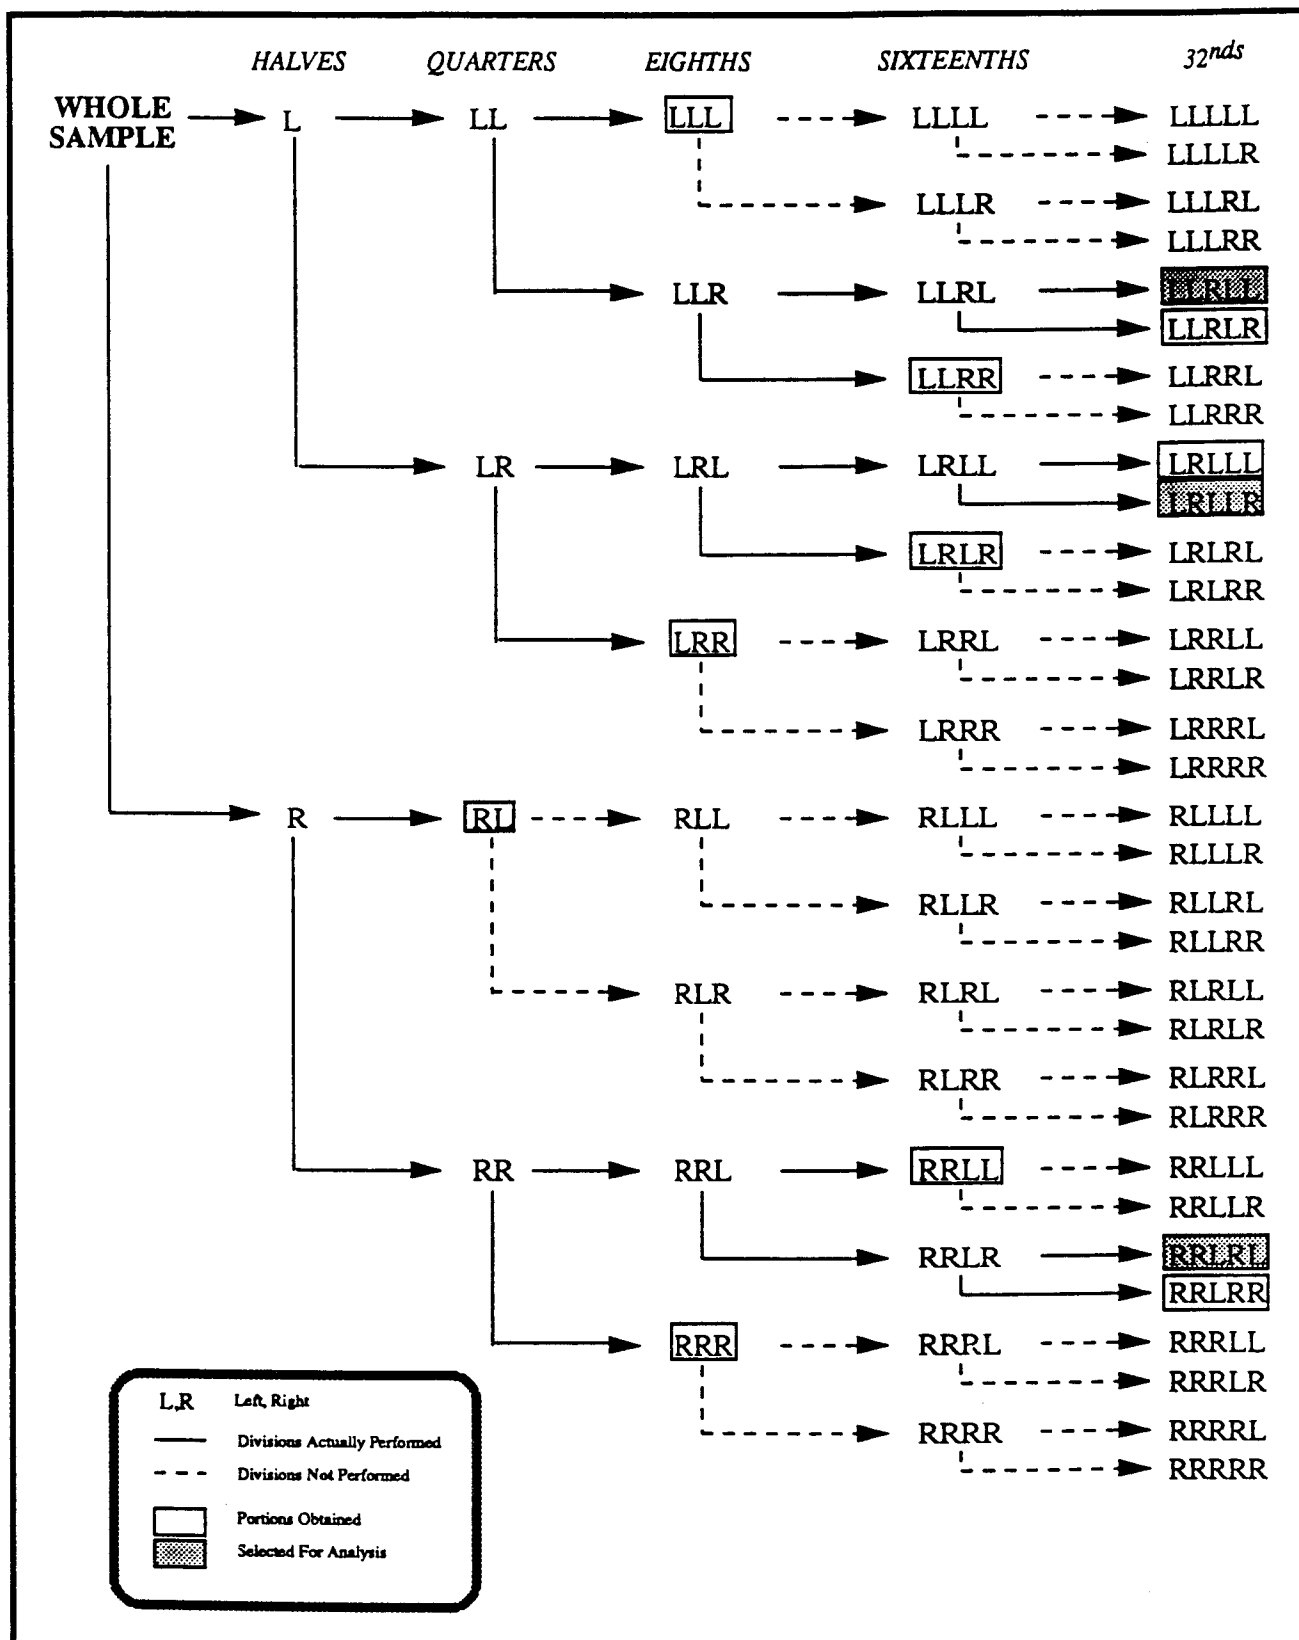 HALVES QUARTERS EIGHTHS SIXTEENTHS 32nds
WHOLE SAMPLE L LL LLL LLLL LLLLL
LLLLR
LLLR LLLRL
LLLRR
LLR LLRL LLRLL
LLRLR
LLRR LLRRL
LLRRR
LR LRL LRLL LRLLL
LRLLR
LRLR LRLRL
LRLRR
LRR LRRL LRRLL
LRRLR
LRRR LRRRL
LRRRR
R RL RLL RLLL RLLLL
RLLLR
RLLR RLLRL
RLLRR
RLR RLRL RLRLL
RLRLR
RLRR RLRRL
RLRRR
RR RRL RRLL RRLLL
RRLLR
RRLR RRLRL
RRLRR
RRR RRRL RRRLL
RRRLR
RRRR RRRRL
RRRRR
L,R Left, Right
Divisions Actually Performed
Divisions Not Performed
Portions Obtained
Selected For Analysis